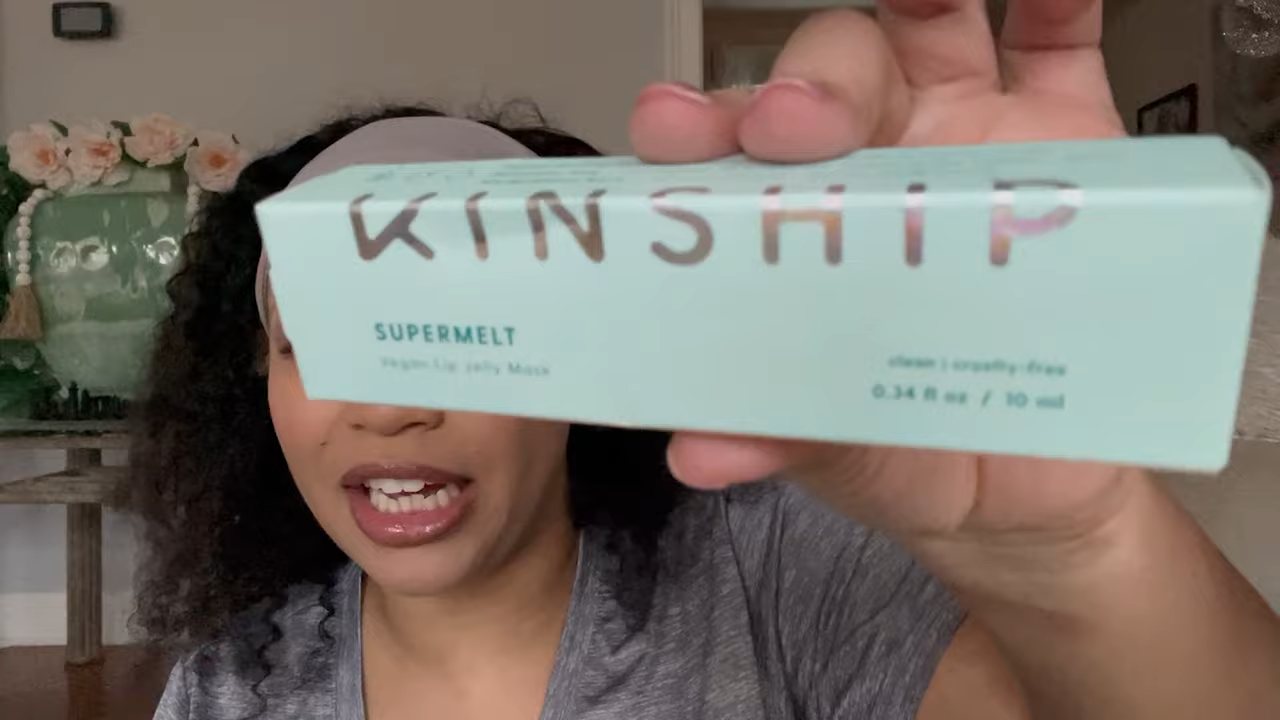 KINSHIP
SUPERMELT
Vegan Lip Jelly Mask
clean | cruelty-free
0.34 fl oz / 10 ml